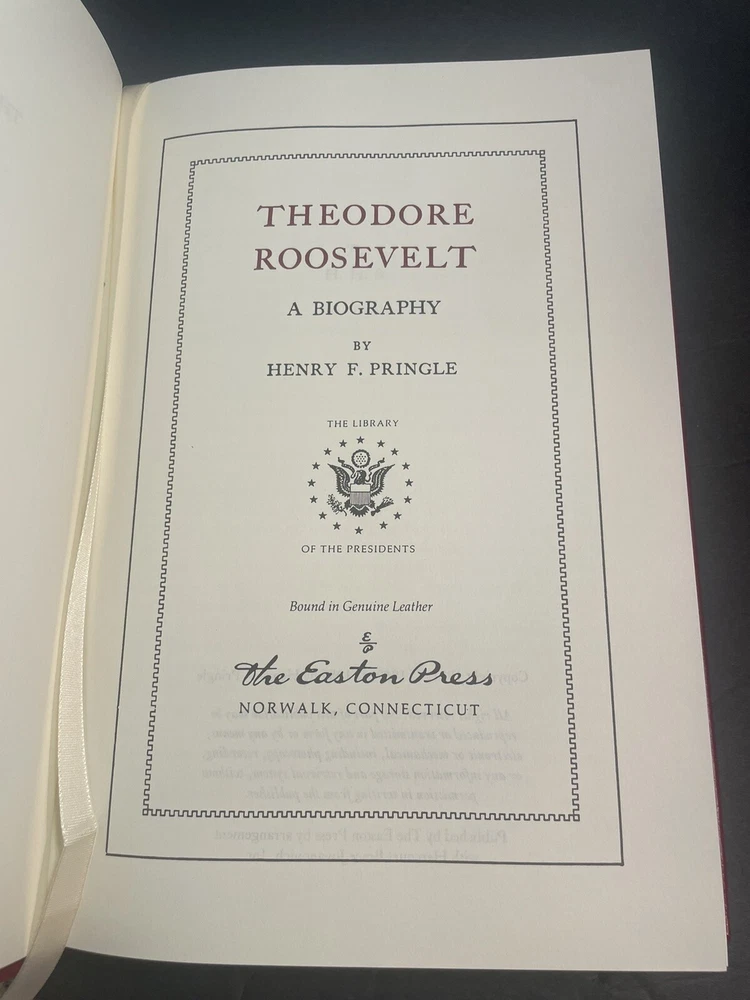 THEODORE
ROOSEVELT
A BIOGRAPHY
BY
HENRY F. PRINGLE
THE LIBRARY
OF THE PRESIDENTS
Bound in Genuine Leather
E
P
The Easton Press
NORWALK, CONNECTICUT